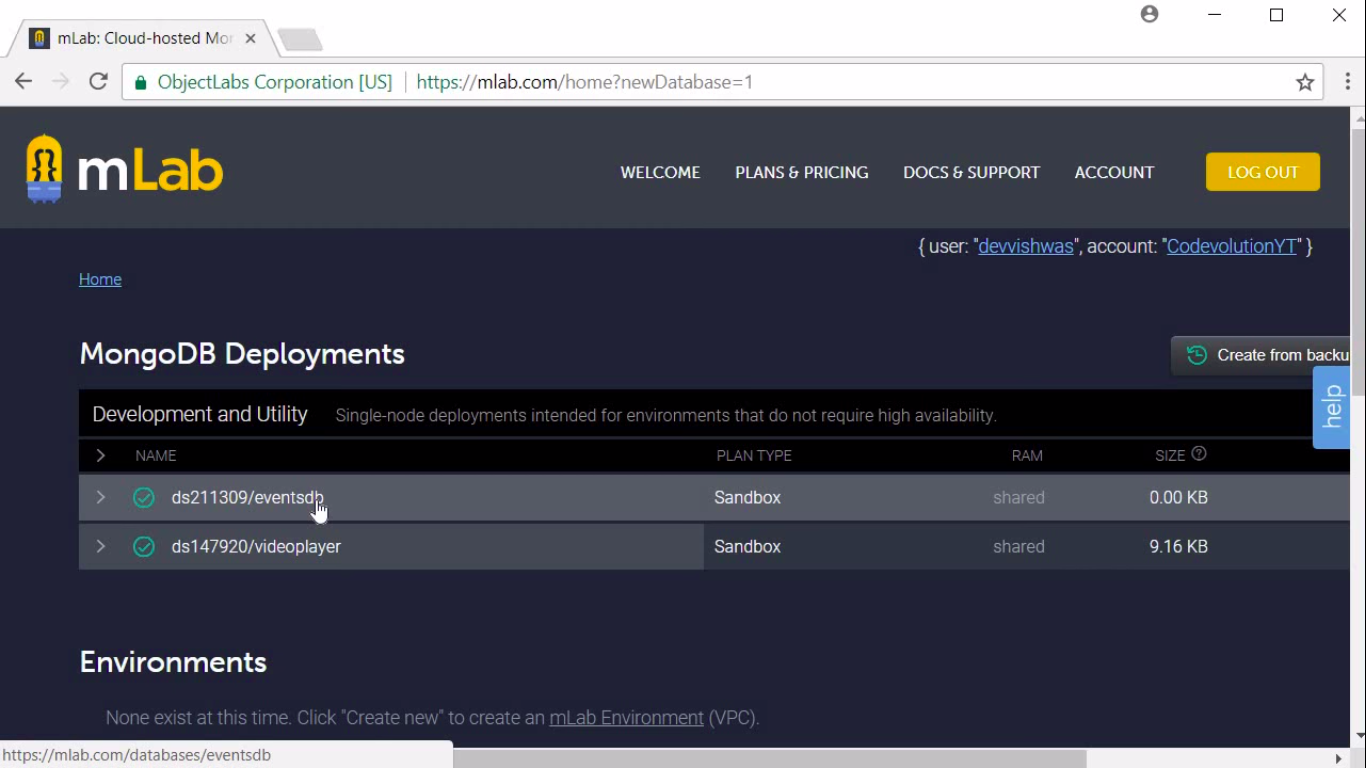 mLab: Cloud-hosted Mor
ObjectLabs Corporation [US] https://mlab.com/home?newDatabase=1
mLab WELCOME PLANS & PRICING DOCS & SUPPORT ACCOUNT LOG OUT
{ user: "devvishwas", account: "CodevolutionYT" }
Home
MongoDB Deployments Create from backu
help
Development and Utility Single-node deployments intended for environments that do not require high availability.
NAME PLAN TYPE RAM SIZE ?
ds211309/eventsdb Sandbox shared 0.00 KB
ds147920/videoplayer Sandbox shared 9.16 KB
Environments
None exist at this time. Click "Create new" to create an mLab Environment (VPC).
https://mlab.com/databases/eventsdb